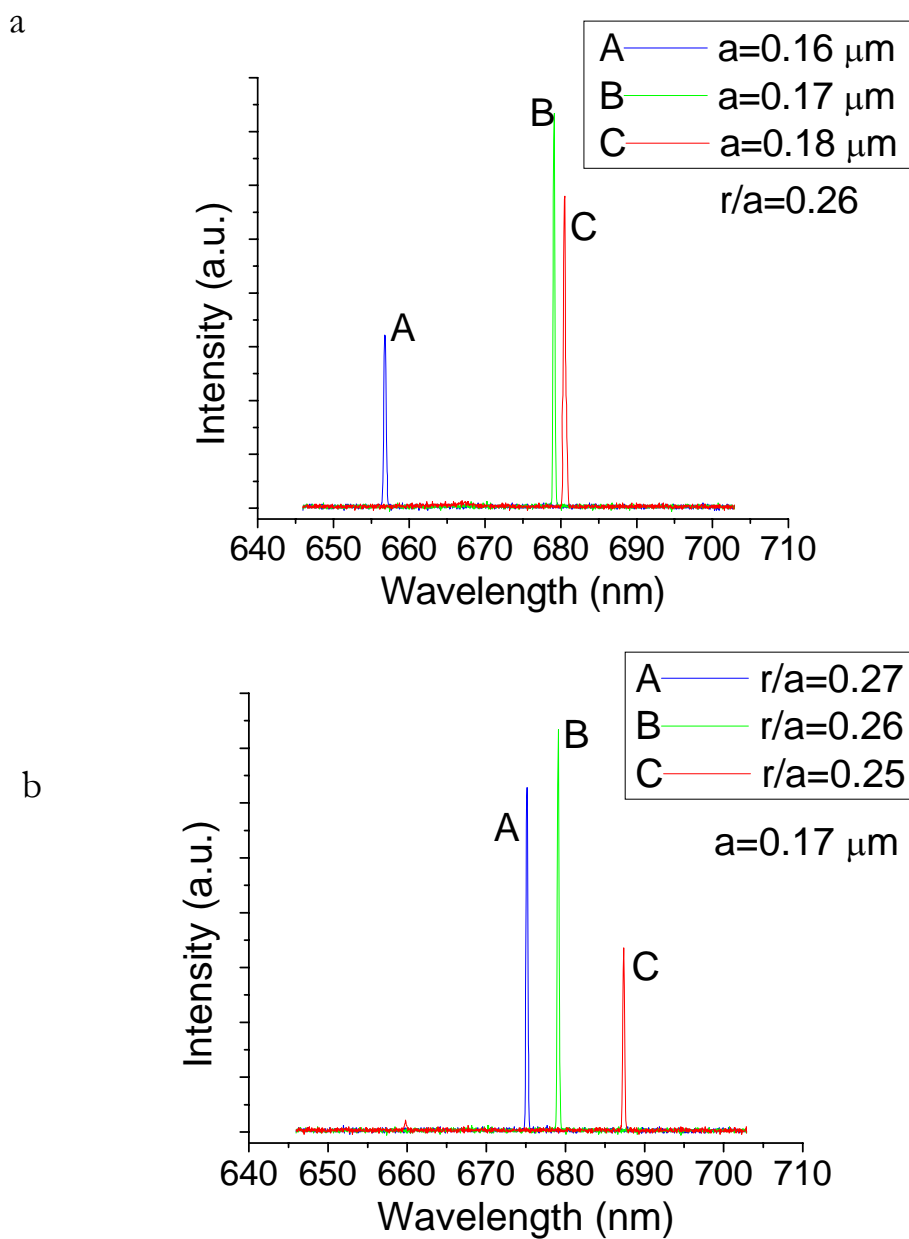 a
A a=0.16 μm
B a=0.17 μm
C a=0.18 μm
r/a=0.26
B
C
A
Intensity (a.u.)
640 650 660 670 680 690 700 710
Wavelength (nm)
b
A r/a=0.27
B r/a=0.26
C r/a=0.25
a=0.17 μm
B
A
C
Intensity (a.u.)
640 650 660 670 680 690 700 710
Wavelength (nm)